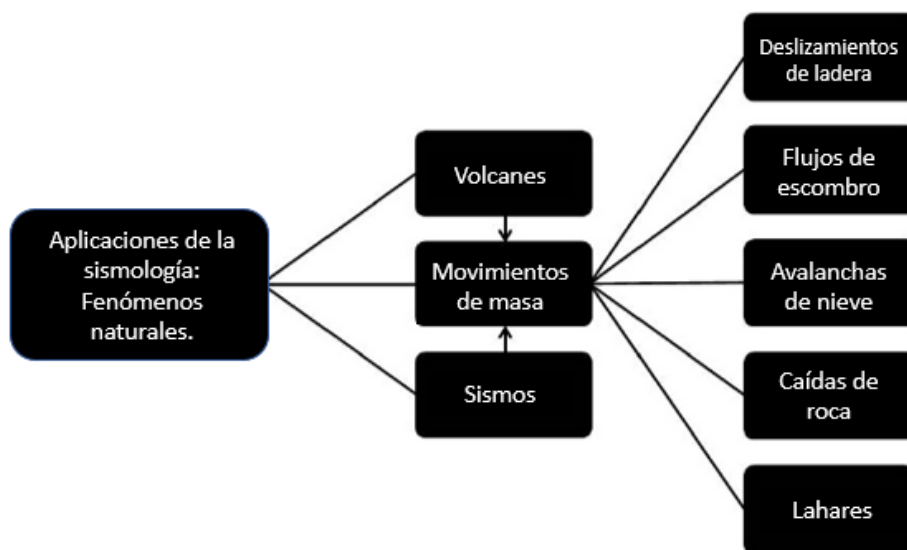 Aplicaciones de la
sismología:
Fenómenos
naturales.
Volcanes
Movimientos
de masa
Sismos
Deslizamientos
de ladera
Flujos de
escombro
Avalanchas
de nieve
Caídas de
roca
Lahares